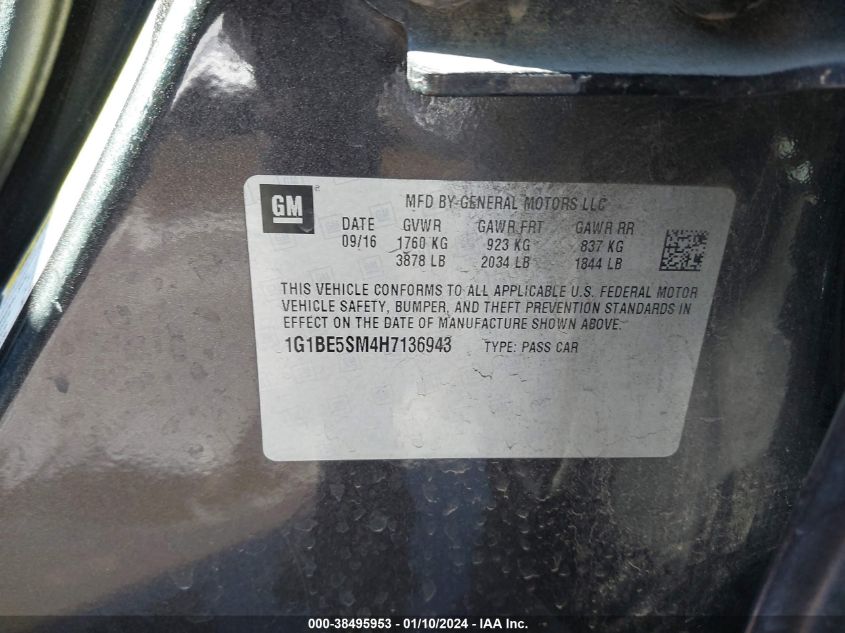 GM
MFD BY GENERAL MOTORS LLC
DATE GVWR GAWR FRT GAWR RR
09/16 1760 KG 923 KG 837 KG
3878 LB 2034 LB 1844 LB
THIS VEHICLE CONFORMS TO ALL APPLICABLE U.S. FEDERAL MOTOR
VEHICLE SAFETY, BUMPER, AND THEFT PREVENTION STANDARDS IN
EFFECT ON THE DATE OF MANUFACTURE SHOWN ABOVE.
1G1BE5SM4H7136943 TYPE: PASS CAR
000-38495953 - 01/10/2024 - IAA Inc.